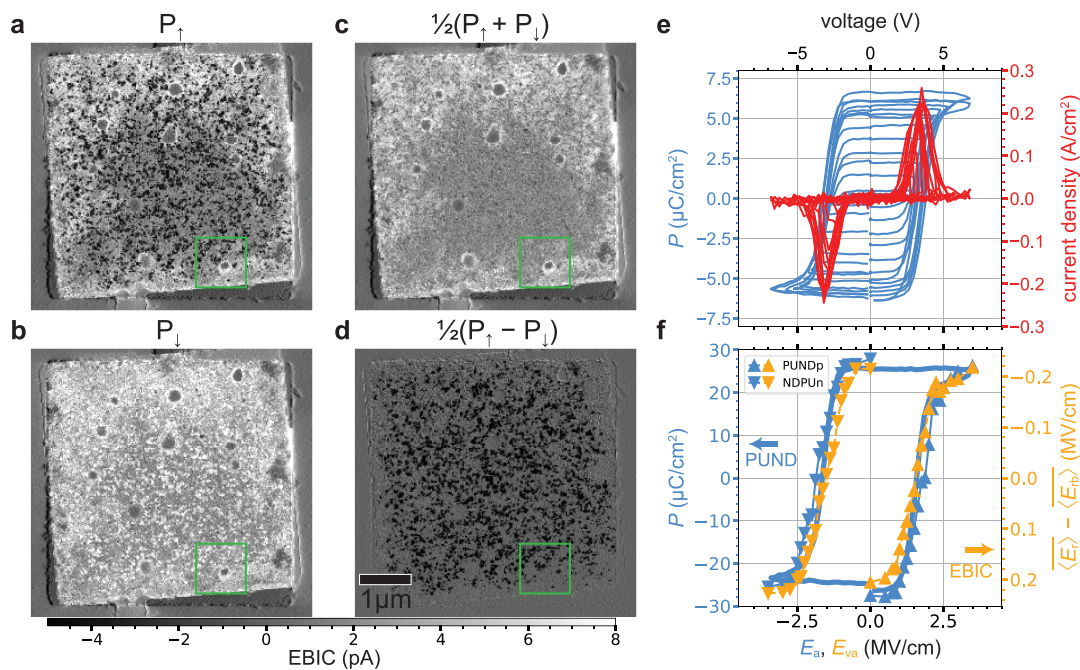 a
P↑
c
½(P↑ + P↓)
b
P↓
d
½(P↑ − P↓)
1μm
−4 −2 0 2 4 6 8
EBIC (pA)
e
voltage (V)
−5 0 5
7.5
5.0
2.5
0.0
−2.5
−5.0
−7.5
P (μC/cm²)
0.3
0.2
0.1
0.0
−0.1
−0.2
−0.3
current density (A/cm²)
f
30
20
10
0
−10
−20
−30
P (μC/cm²)
PUNDp
NDPUn
PUND
EBIC
−0.2
−0.1
0.0
0.1
0.2
⟨Eᵣ⟩ − ⟨Eᵣb⟩ (MV/cm)
−2.5 0.0 2.5
Eₐ, Eᵥₐ (MV/cm)